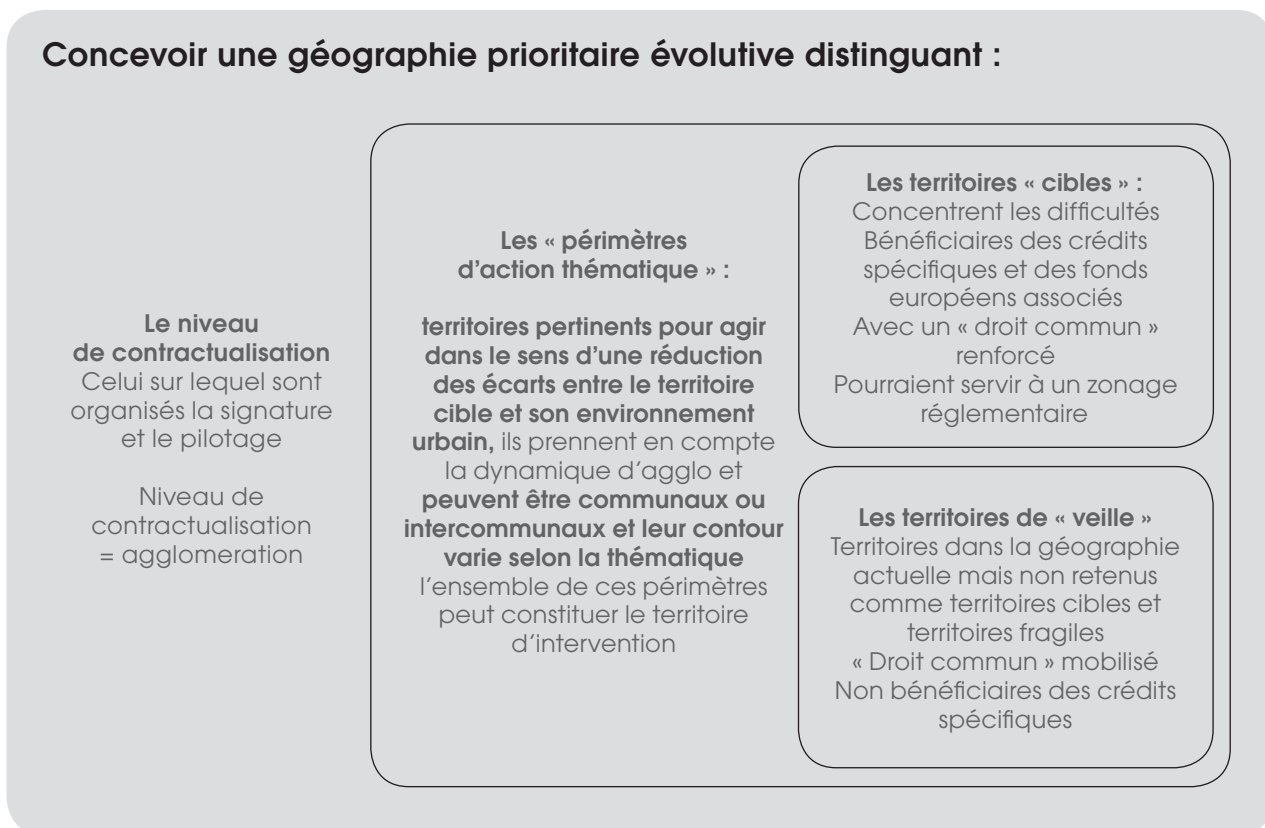 Concevoir une géographie prioritaire évolutive distinguant :
Le niveau
de contractualisation
Celui sur lequel sont
organisés la signature
et le pilotage
Niveau de
contractualisation
= agglomeration
Les « périmètres
d’action thématique » :
territoires pertinents pour agir
dans le sens d’une réduction
des écarts entre le territoire
cible et son environnement
urbain, ils prennent en compte
la dynamique d’agglo et
peuvent être communaux ou
intercommunaux et leur contour
varie selon la thématique
l’ensemble de ces périmètres
peut constituer le territoire
d’intervention
Les territoires « cibles » :
Concentrent les difficultés
Bénéficiaires des crédits
spécifiques et des fonds
européens associés
Avec un « droit commun »
renforcé
Pourraient servir à un zonage
réglementaire
Les territoires de « veille »
Territoires dans la géographie
actuelle mais non retenus
comme territoires cibles et
territoires fragiles
« Droit commun » mobilisé
Non bénéficiaires des crédits
spécifiques